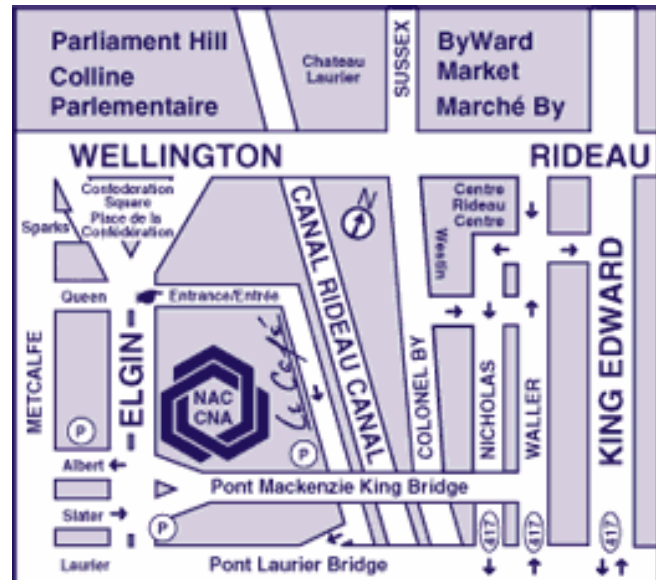 Parliament Hill
Colline
Parlementaire
Chateau
Laurier
SUSSEX
ByWard
Market
Marché By
WELLINGTON
RIDEAU
Sparks
Confederation
Square
Place de la
Confédération
N
Centre
Rideau
Centre
Westin
Queen
Entrance/Entrée
CANAL RIDEAU CANAL
METCALFE
ELGIN
NAC
CNA
Le Café
COLONEL BY
NICHOLAS
WALLER
KING EDWARD
P
Albert
P
Pont Mackenzie King Bridge
Slater
P
417
417
417
Laurier
Pont Laurier Bridge